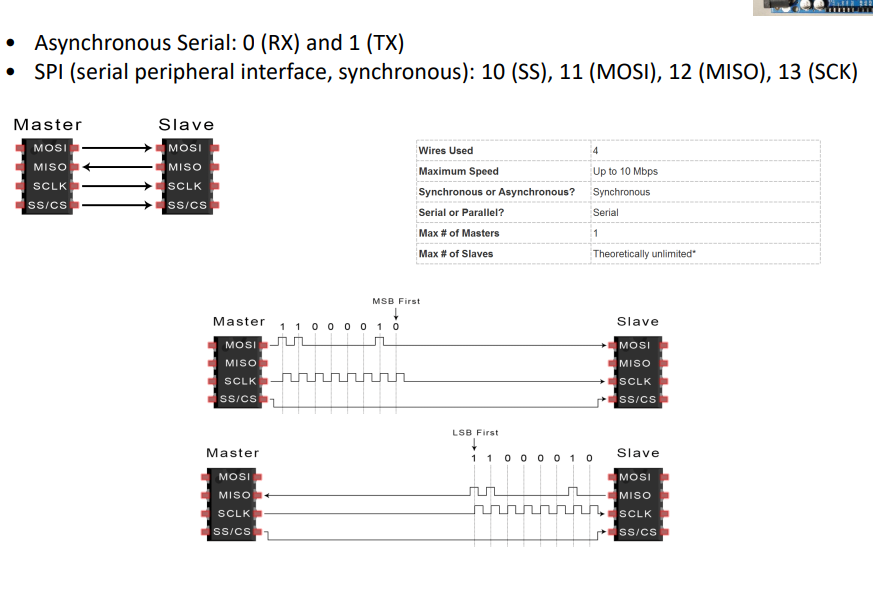 • Asynchronous Serial: 0 (RX) and 1 (TX)
• SPI (serial peripheral interface, synchronous): 10 (SS), 11 (MOSI), 12 (MISO), 13 (SCK)
Master Slave
MOSI MOSI
MISO MISO
SCLK SCLK
SS/CS SS/CS
Wires Used 4
Maximum Speed Up to 10 Mbps
Synchronous or Asynchronous? Synchronous
Serial or Parallel? Serial
Max # of Masters 1
Max # of Slaves Theoretically unlimited*
MSB First
Master 1 1 0 0 0 0 1 0 Slave
MOSI MOSI
MISO MISO
SCLK SCLK
SS/CS SS/CS
LSB First
Master 1 1 0 0 0 0 1 0 Slave
MOSI MOSI
MISO MISO
SCLK SCLK
SS/CS SS/CS